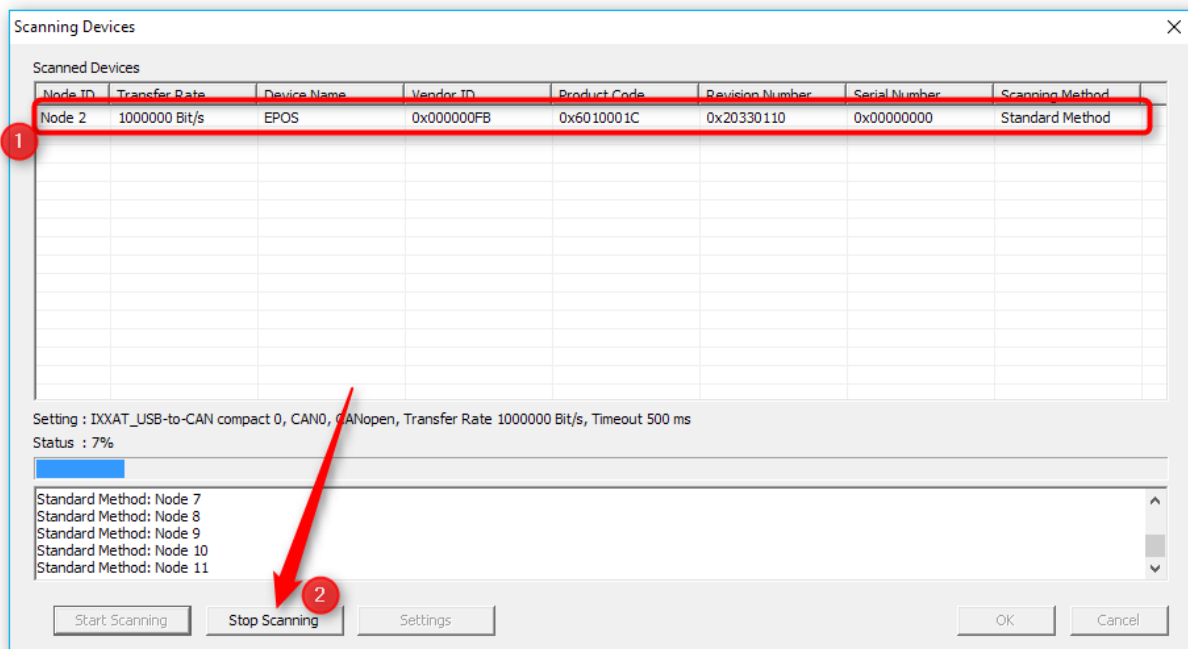 Scanning Devices
Scanned Devices
Node ID Transfer Rate Device Name Vendor ID Product Code Revision Number Serial Number Scanning Method
Node 2 1000000 Bit/s EPOS 0x000000FB 0x6010001C 0x20330110 0x00000000 Standard Method
1
Setting : IXXAT_USB-to-CAN compact 0, CAN0, CANopen, Transfer Rate 1000000 Bit/s, Timeout 500 ms
Status : 7%
Standard Method: Node 7
Standard Method: Node 8
Standard Method: Node 9
Standard Method: Node 10
Standard Method: Node 11
2
Start Scanning Stop Scanning Settings OK Cancel